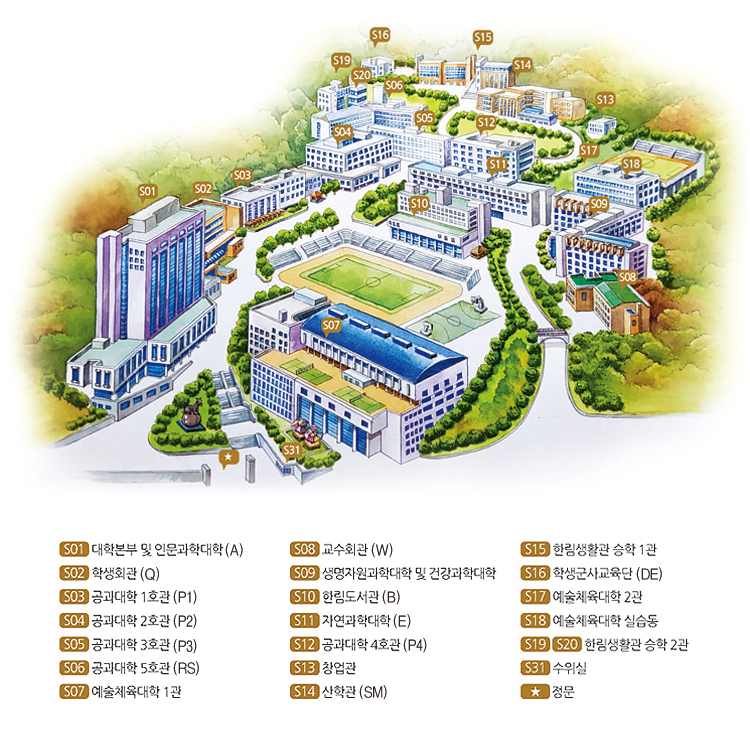 S16
S15
S19
S14
S20
S06
S13
S05
S12
S04
S17
S11
S18
S03
S02
S01
S10
S09
S08
S07
S31
★
S01 대학본부 및 인문과학대학(A)
S02 학생회관(Q)
S03 공과대학 1호관(P1)
S04 공과대학 2호관(P2)
S05 공과대학 3호관(P3)
S06 공과대학 5호관(RS)
S07 예술체육대학 1관
S08 교수회관(W)
S09 생명자원과학대학 및 건강과학대학
S10 한림도서관(B)
S11 자연과학대학(E)
S12 공과대학 4호관(P4)
S13 창업관
S14 산학관(SM)
S15 한림생활관 승학 1관
S16 학생군사교육단(DE)
S17 예술체육대학 2관
S18 예술체육대학 실습동
S19 S20 한림생활관 승학 2관
S31 수위실
★ 정문